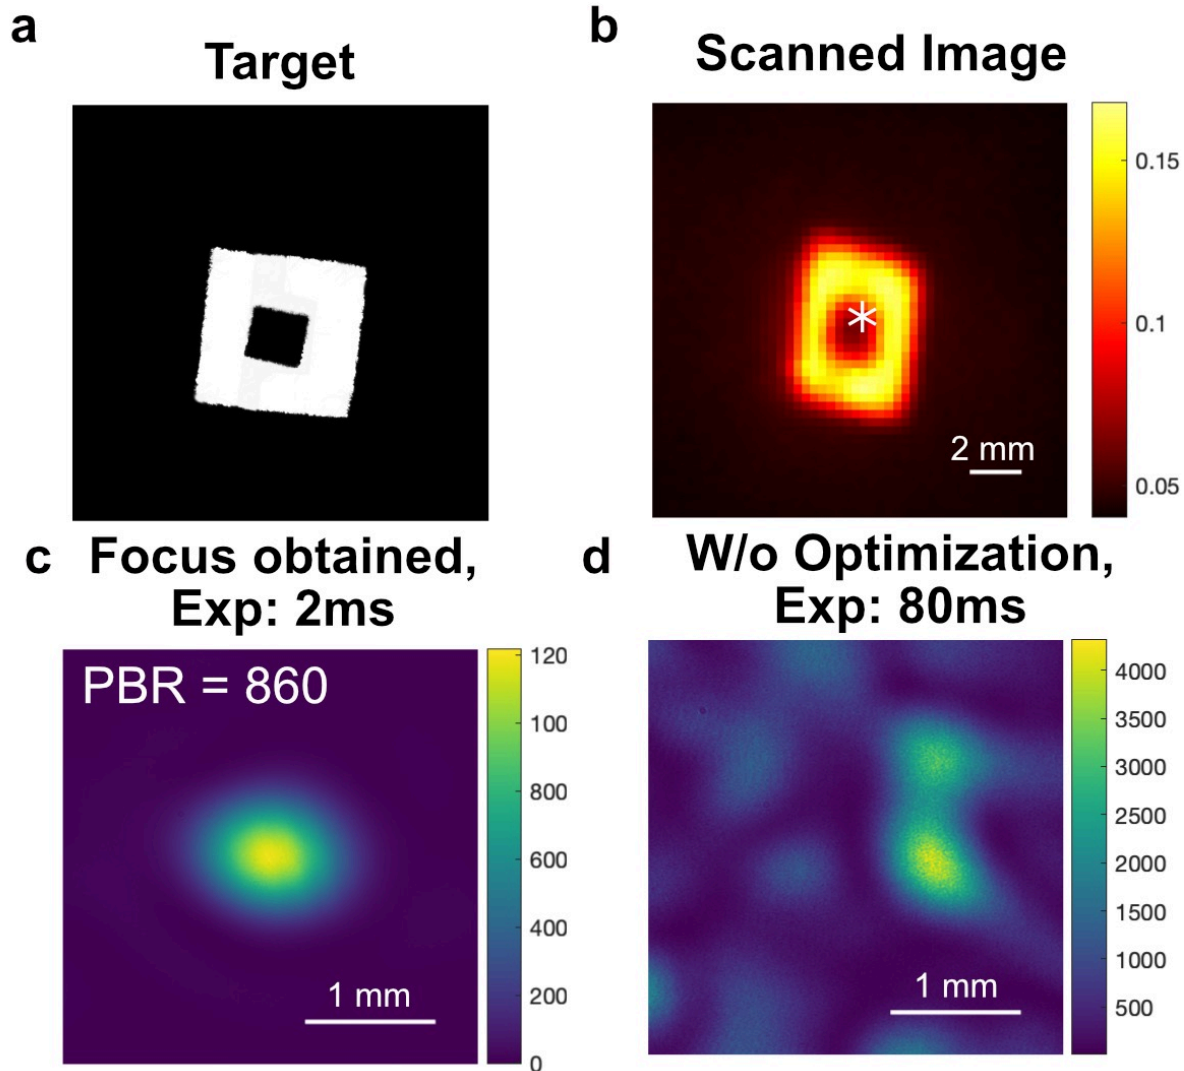 a
Target
b
Scanned Image
*
0.15
0.1
0.05
2 mm
c
Focus obtained,
Exp: 2ms
PBR = 860
120
100
800
600
400
200
0
1 mm
d
W/o Optimization,
Exp: 80ms
4000
3500
3000
2500
2000
1500
1000
500
1 mm